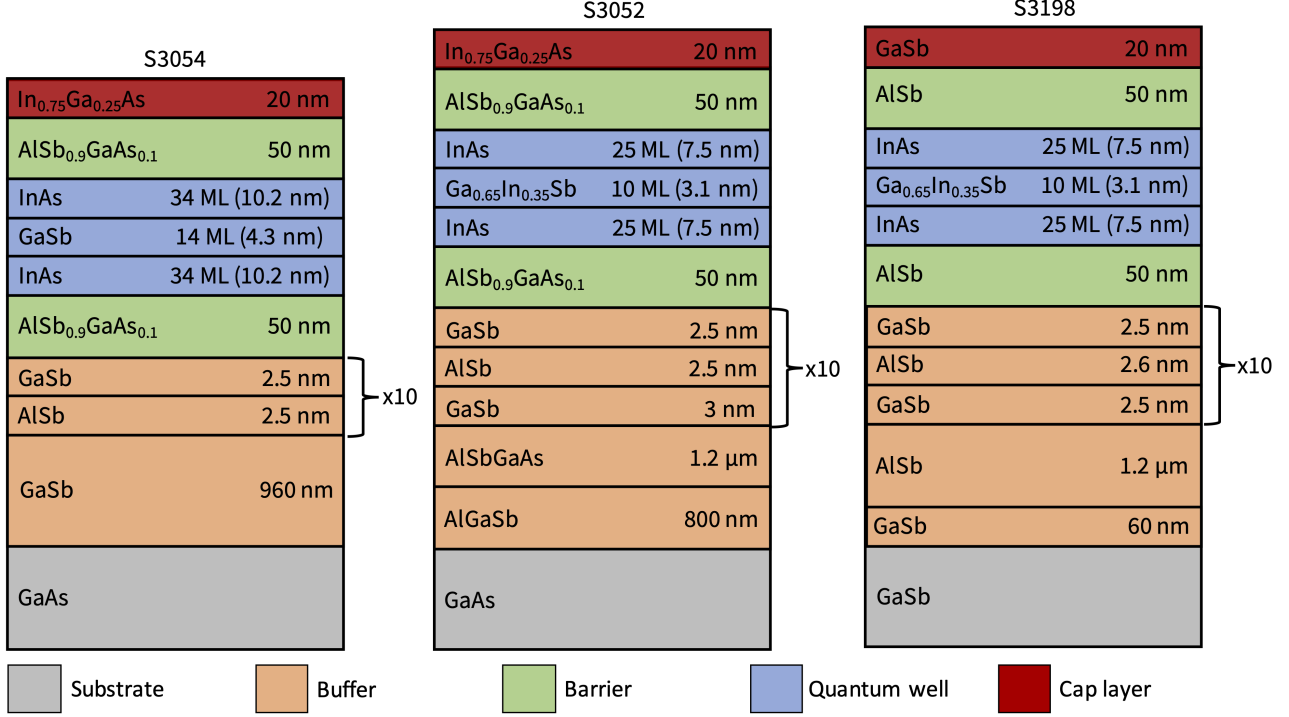 S3054
In₀.₇₅Ga₀.₂₅As 20 nm
AlSb₀.₉GaAs₀.₁ 50 nm
InAs 34 ML (10.2 nm)
GaSb 14 ML (4.3 nm)
InAs 34 ML (10.2 nm)
AlSb₀.₉GaAs₀.₁ 50 nm
GaSb 2.5 nm
AlSb 2.5 nm
x10
GaSb 960 nm
GaAs
S3052
In₀.₇₅Ga₀.₂₅As 20 nm
AlSb₀.₉GaAs₀.₁ 50 nm
InAs 25 ML (7.5 nm)
Ga₀.₆₅In₀.₃₅Sb 10 ML (3.1 nm)
InAs 25 ML (7.5 nm)
AlSb₀.₉GaAs₀.₁ 50 nm
GaSb 2.5 nm
AlSb 2.5 nm
GaSb 3 nm
x10
AlSbGaAs 1.2 µm
AlGaSb 800 nm
GaAs
S3198
GaSb 20 nm
AlSb 50 nm
InAs 25 ML (7.5 nm)
Ga₀.₆₅In₀.₃₅Sb 10 ML (3.1 nm)
InAs 25 ML (7.5 nm)
AlSb 50 nm
GaSb 2.5 nm
AlSb 2.6 nm
GaSb 2.5 nm
x10
AlSb 1.2 µm
GaSb 60 nm
GaSb
Substrate
Buffer
Barrier
Quantum well
Cap layer